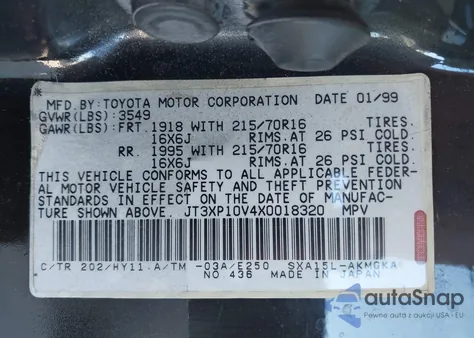 MFD.BY:TOYOTA MOTOR CORPORATION DATE 01/99
GVWR(LBS):3549
GAWR(LBS):FRT. 1918 WITH 215/70R16 TIRES.
16X6J RIMS.AT 26 PSI COLD.
RR. 1995 WITH 215/70R16 TIRES.
16X6J RIMS.AT 26 PSI COLD.
THIS VEHICLE CONFORMS TO ALL APPLICABLE FEDER-
AL MOTOR VEHICLE SAFETY AND THEFT PREVENTION
STANDARDS IN EFFECT ON THE DATE OF MANUFAC-
TURE SHOWN ABOVE. JT3XP10V4X0018320 MPV
C/TR 202/HY11.A/TM -03A/E250 SXA15L-AKMGKA
NO 436 MADE IN JAPAN
autoSnap
Pewne auta z USA i EU